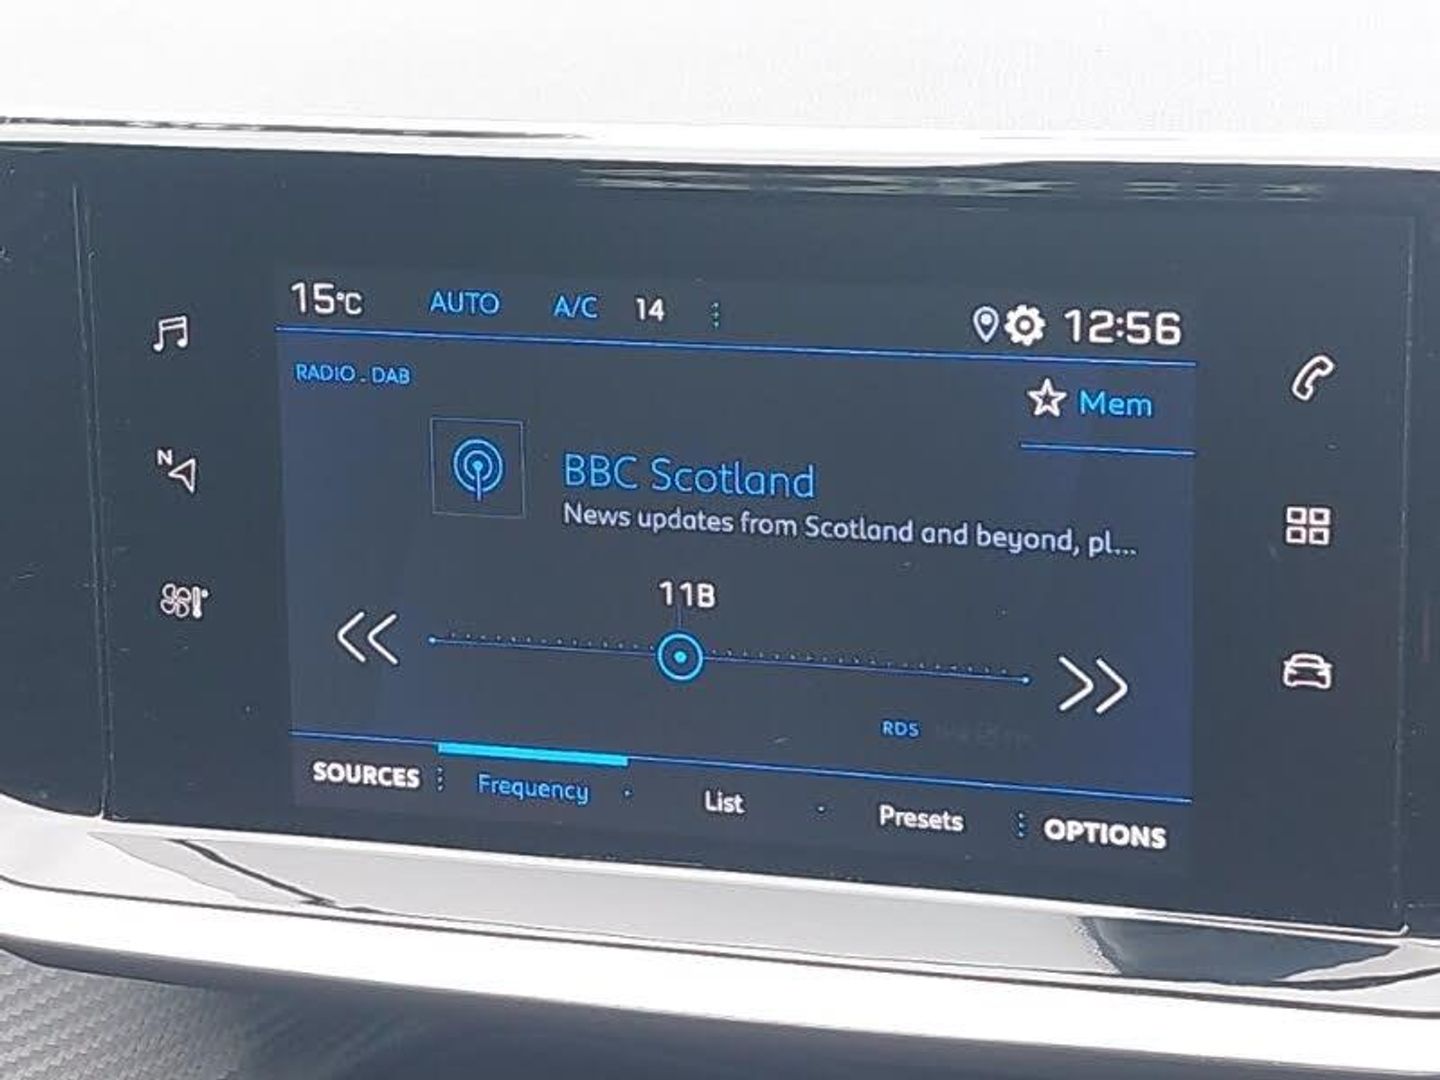 15°C AUTO A/C 14 12:56
RADIO . DAB
Mem
N
BBC Scotland
News updates from Scotland and beyond, pl...
11B
RDS
SOURCES Frequency List Presets OPTIONS